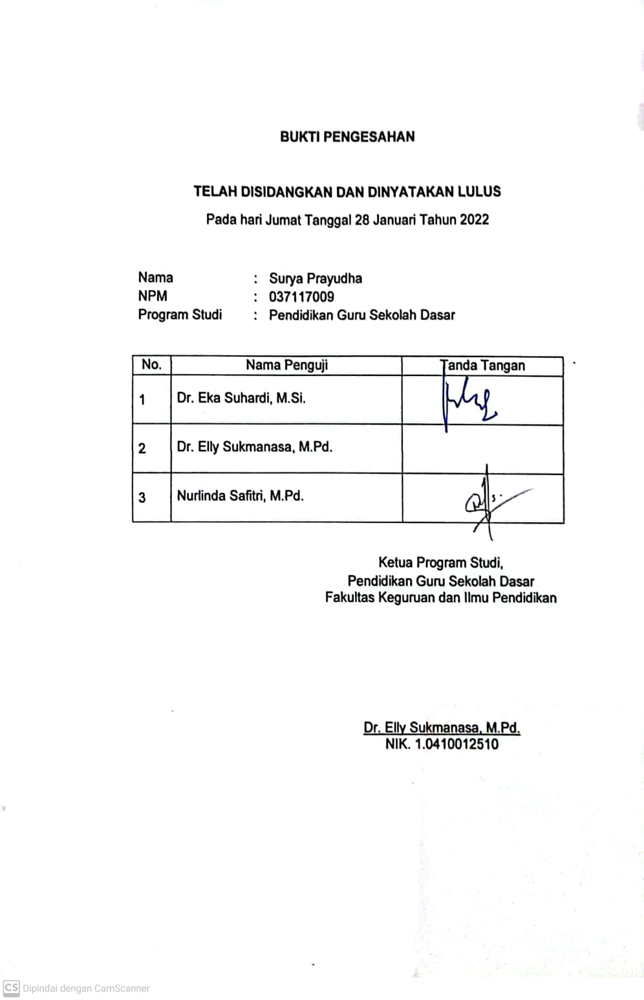 BUKTI PENGESAHAN
TELAH DISIDANGKAN DAN DINYATAKAN LULUS
Pada hari Jumat Tanggal 28 Januari Tahun 2022
Nama : Surya Prayudha
NPM : 037117009
Program Studi : Pendidikan Guru Sekolah Dasar
No. Nama Penguji Tanda Tangan
1 Dr. Eka Suhardi, M.Si.
2 Dr. Elly Sukmanasa, M.Pd.
3 Nurlinda Safitri, M.Pd.
Ketua Program Studi,
Pendidikan Guru Sekolah Dasar
Fakultas Keguruan dan Ilmu Pendidikan
Dr. Elly Sukmanasa, M.Pd.
NIK. 1.0410012510
CS Dipindai dengan CamScanner